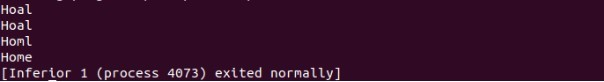 Hoal
Hoal
Homl
Home
[Inferior 1 (process 4073) exited normally]